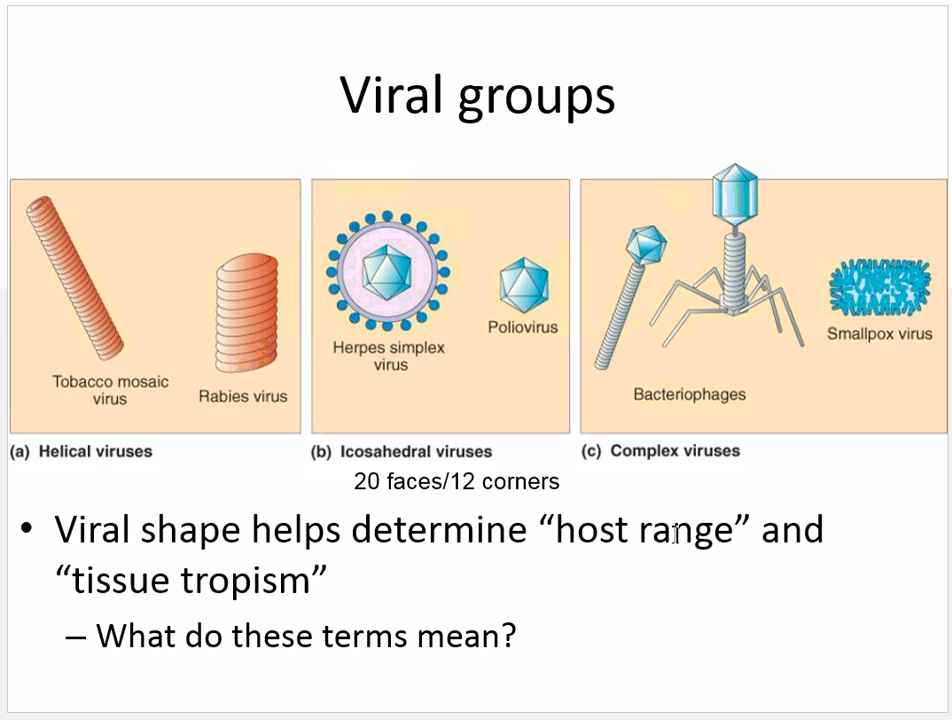 Viral groups
Tobacco mosaic
virus
Rabies virus
Herpes simplex
virus
Poliovirus
Bacteriophages
Smallpox virus
(a) Helical viruses
(b) Icosahedral viruses
(c) Complex viruses
20 faces/12 corners
• Viral shape helps determine “host range” and
“tissue tropism”
– What do these terms mean?